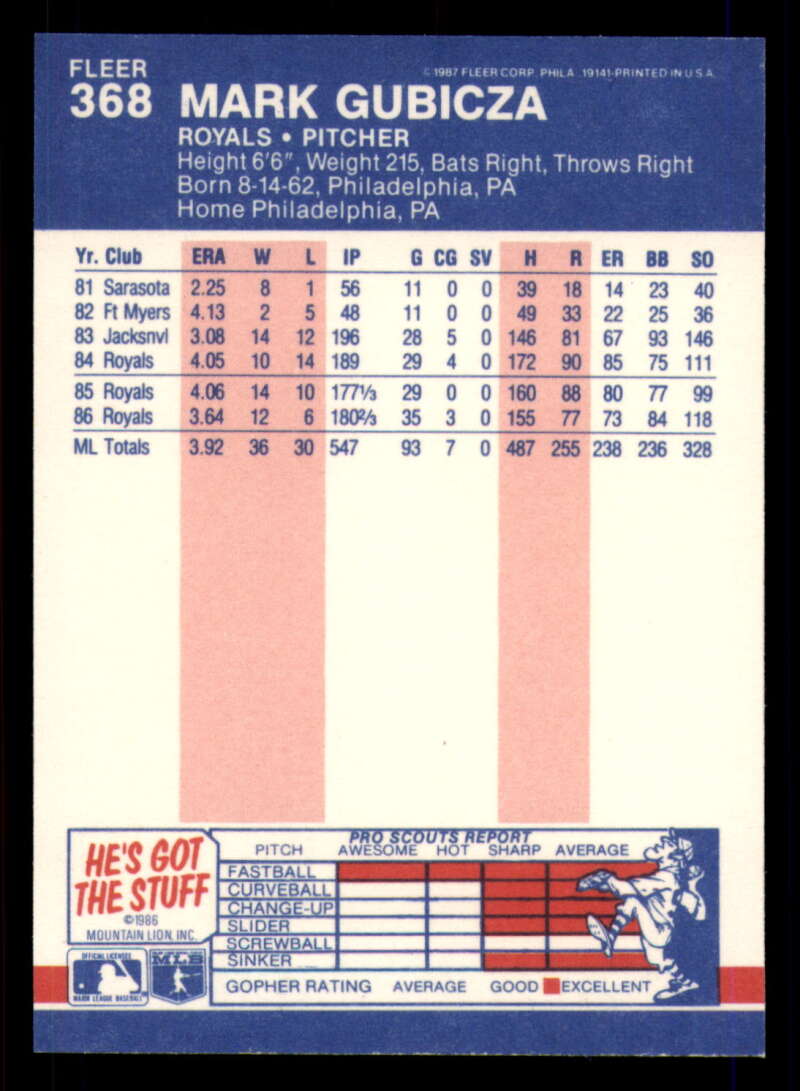 FLEER
© 1987 FLEER CORP. PHILA. 19141-PRINTED IN U.S.A.
368 MARK GUBICZA
ROYALS • PITCHER
Height 6'6", Weight 215, Bats Right, Throws Right
Born 8-14-62, Philadelphia, PA
Home Philadelphia, PA
Yr. Club ERA W L IP G CG SV H R ER BB SO
81 Sarasota 2.25 8 1 56 11 0 0 39 18 14 23 40
82 Ft Myers 4.13 2 5 48 11 0 0 49 33 22 25 36
83 Jacksnvl 3.08 14 12 196 28 5 0 146 81 67 93 146
84 Royals 4.05 10 14 189 29 4 0 172 90 85 75 111
85 Royals 4.06 14 10 177⅓ 29 0 0 160 88 80 77 99
86 Royals 3.64 12 6 180⅔ 35 3 0 155 77 73 84 118
ML Totals 3.92 36 30 547 93 7 0 487 255 238 236 328
HE'S GOT
THE STUFF
©1986
MOUNTAIN LION, INC.
OFFICIAL LICENSEE
MAJOR LEAGUE BASEBALL
MLB
PRO SCOUTS REPORT
PITCH AWESOME HOT SHARP AVERAGE
FASTBALL
CURVEBALL
CHANGE-UP
SLIDER
SCREWBALL
SINKER
GOPHER RATING AVERAGE GOOD EXCELLENT